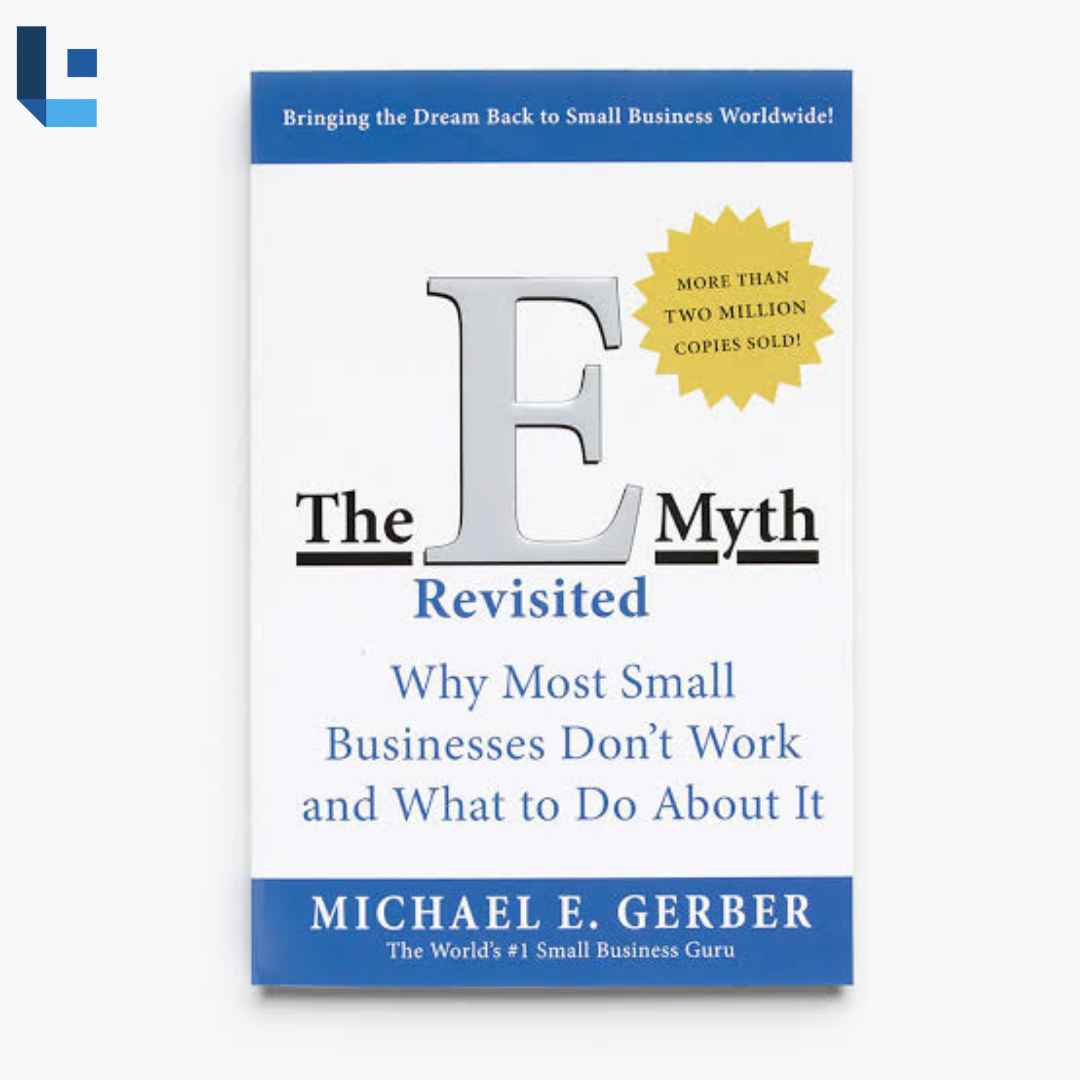 Bringing the Dream Back to Small Business Worldwide!
MORE THAN
TWO MILLION
COPIES SOLD!
The E Myth
Revisited
Why Most Small
Businesses Don't Work
and What to Do About It
MICHAEL E. GERBER
The World's #1 Small Business Guru